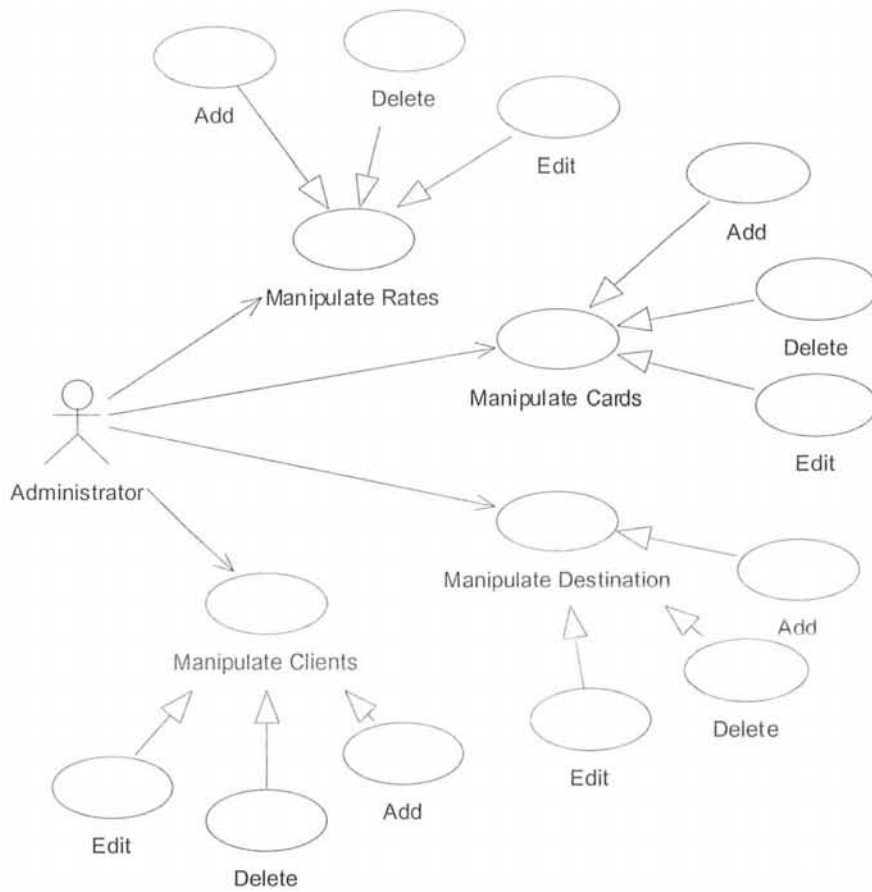 Delete
Add
Edit
Add
Manipulate Rates
Delete
Manipulate Cards
Edit
Administrator
Manipulate Destination
Add
Manipulate Clients
Delete
Edit
Add
Edit
Delete